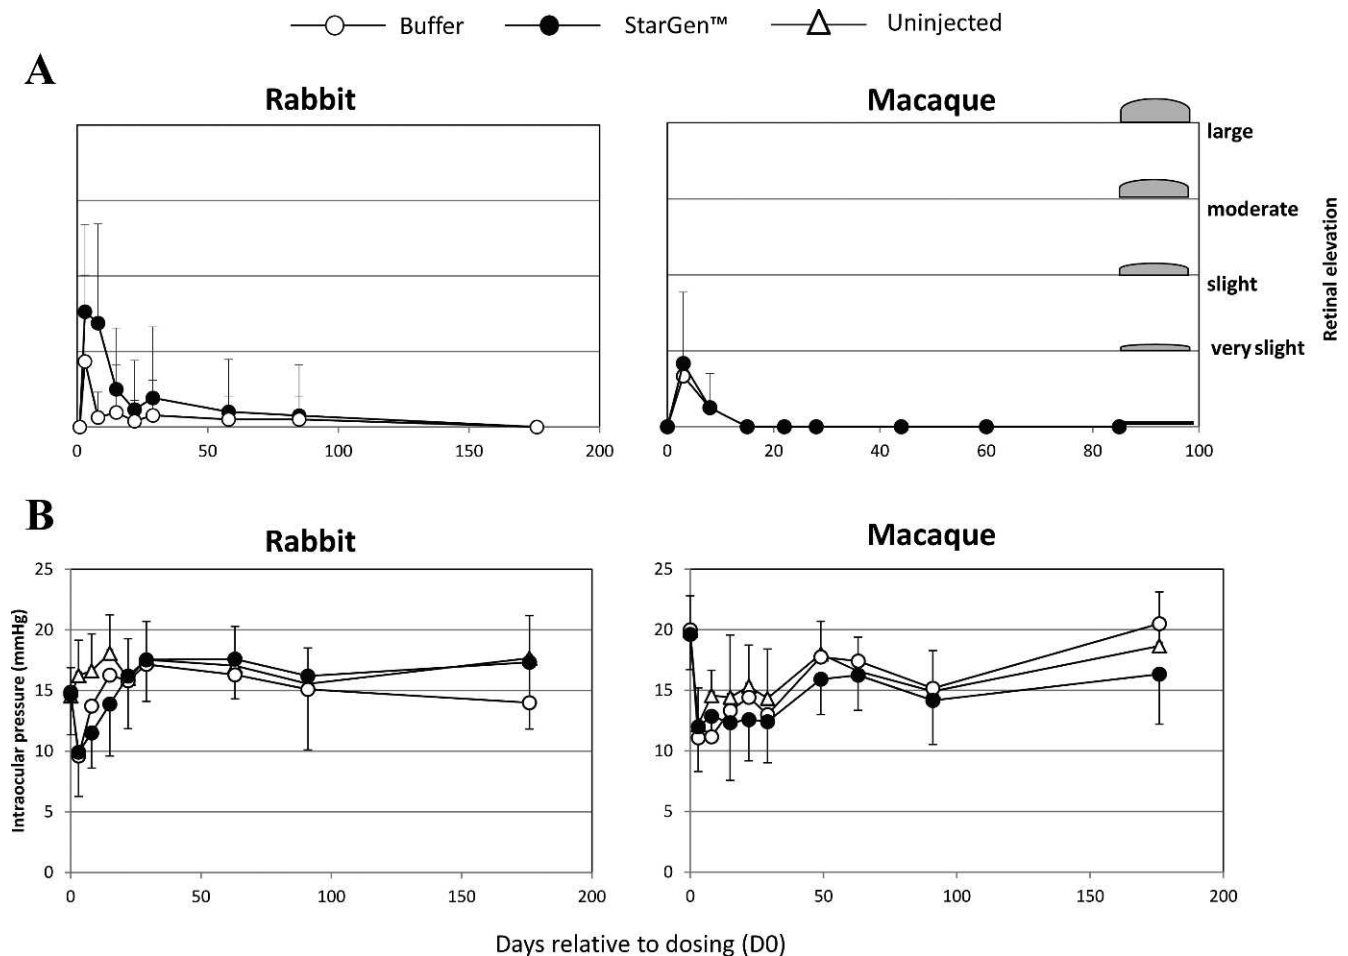 Buffer StarGen™ Uninjected
A
Rabbit Macaque
large
moderate
slight
very slight
Retinal elevation
0 50 100 150 200
0 20 40 60 80 100
B
Rabbit Macaque
Intraocular pressure (mmHg)
25
20
15
10
5
0
0 50 100 150 200
25
20
15
10
5
0
0 50 100 150 200
Days relative to dosing (D0)